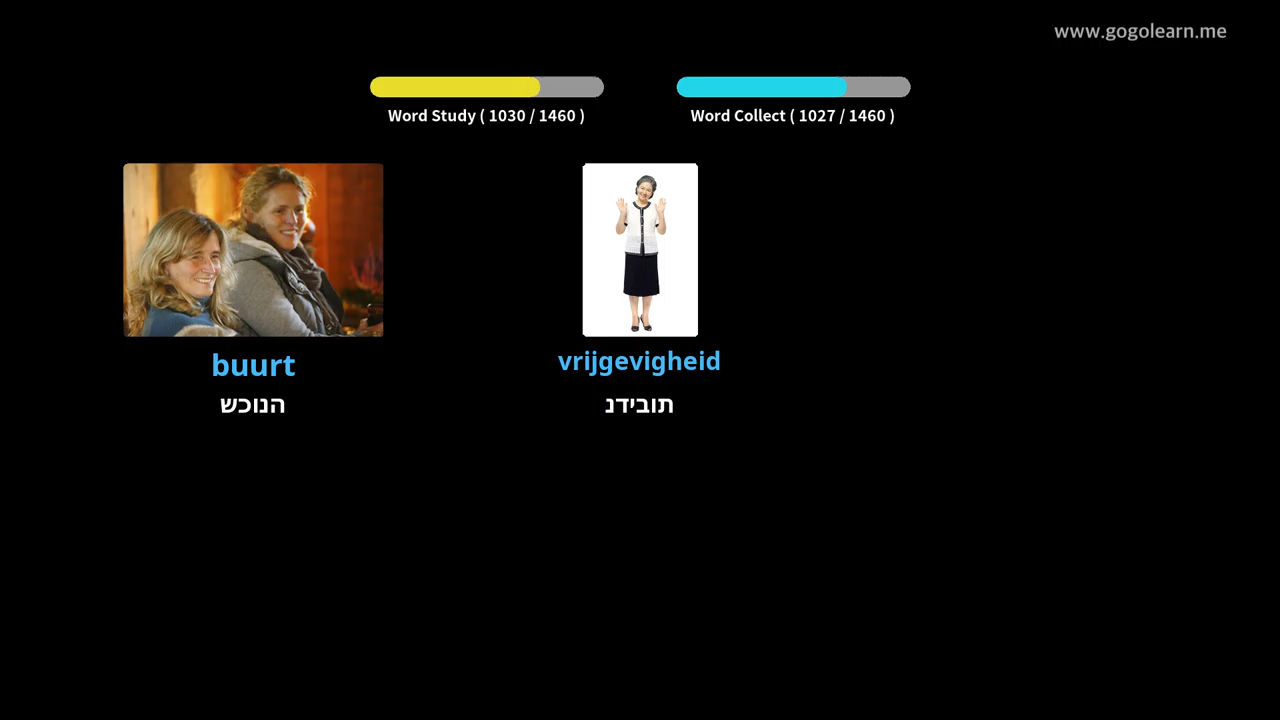 www.gogolearn.me
Word Study ( 1030 / 1460 )
Word Collect ( 1027 / 1460 )
buurt
הנוכש
vrijgevigheid
תובידנ